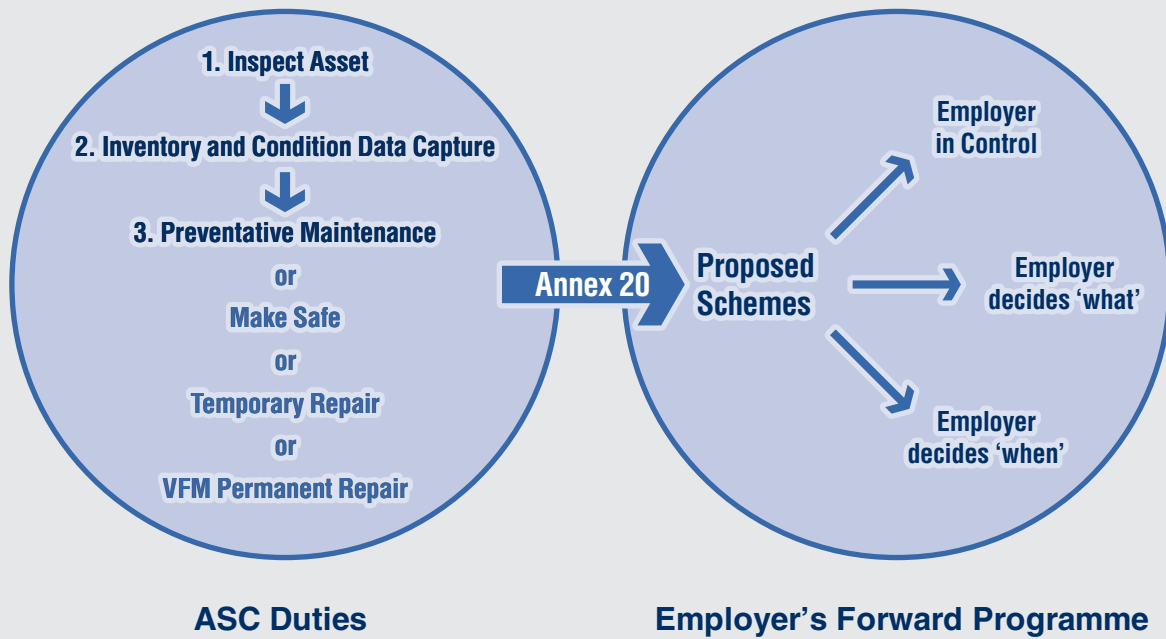 1. Inspect Asset
2. Inventory and Condition Data Capture
3. Preventative Maintenance
or
Make Safe
or
Temporary Repair
or
VFM Permanent Repair
ASC Duties
Annex 20
Proposed
Schemes
Employer
in Control
Employer
decides ‘what’
Employer
decides ‘when’
Employer’s Forward Programme